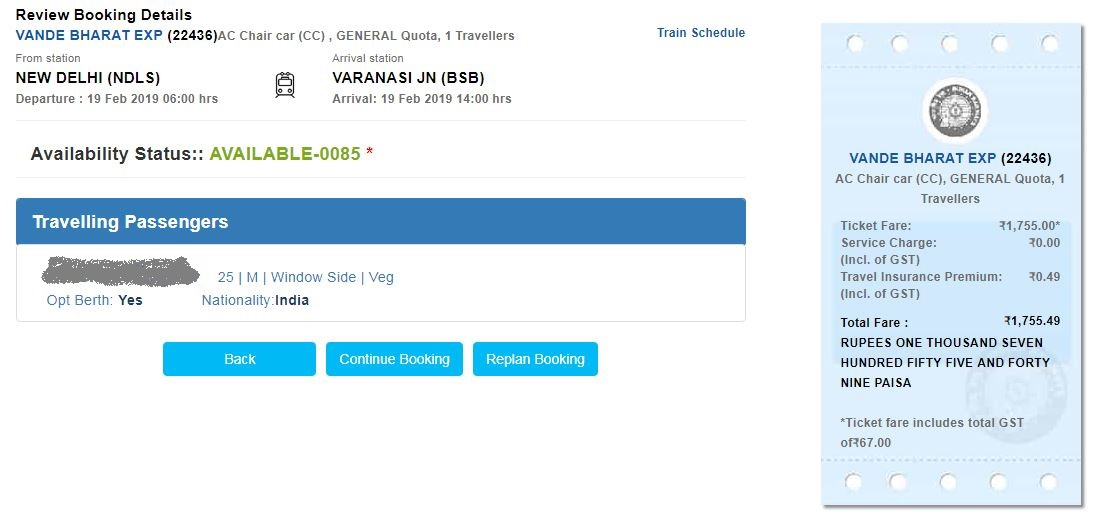 Review Booking Details
VANDE BHARAT EXP (22436)AC Chair car (CC) , GENERAL Quota, 1 Travellers
Train Schedule
From station
NEW DELHI (NDLS)
Departure : 19 Feb 2019 06:00 hrs
Arrival station
VARANASI JN (BSB)
Arrival: 19 Feb 2019 14:00 hrs
Availability Status:: AVAILABLE-0085 *
Travelling Passengers
25 | M | Window Side | Veg
Opt Berth: Yes Nationality:India
Back
Continue Booking
Replan Booking
VANDE BHARAT EXP (22436)
AC Chair car (CC), GENERAL Quota, 1
Travellers
Ticket Fare: ₹1,755.00*
Service Charge: ₹0.00
(Incl. of GST)
Travel Insurance Premium: ₹0.49
(Incl. of GST)
Total Fare : ₹1,755.49
RUPEES ONE THOUSAND SEVEN
HUNDRED FIFTY FIVE AND FORTY
NINE PAISA
*Ticket fare includes total GST
of₹67.00